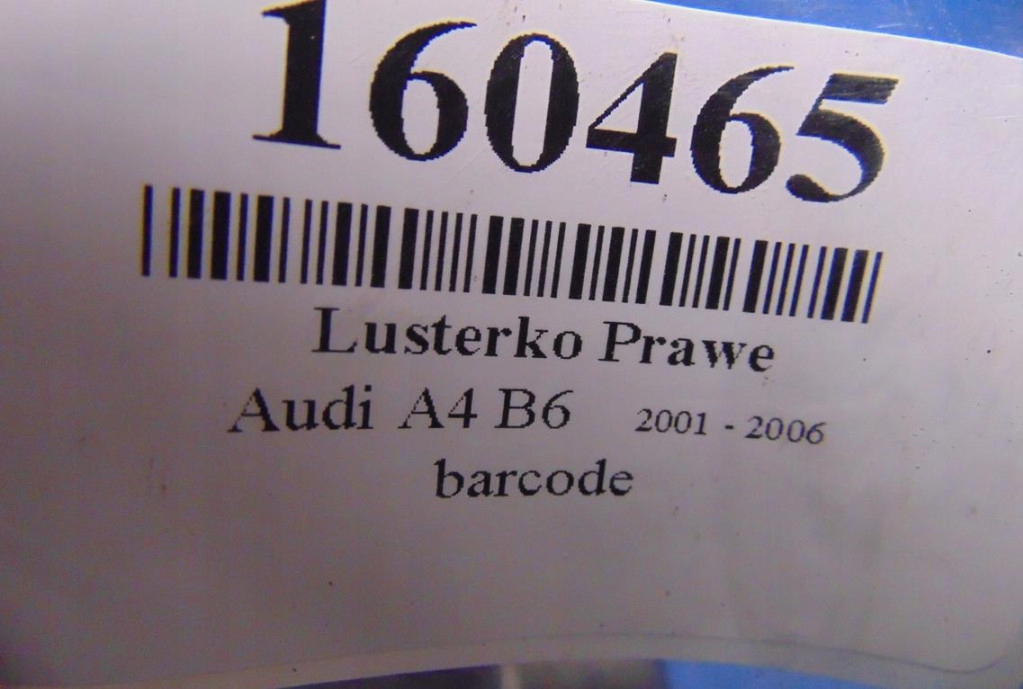 160465
Lusterko Prawe
Audi A4 B6 2001 - 2006
barcode